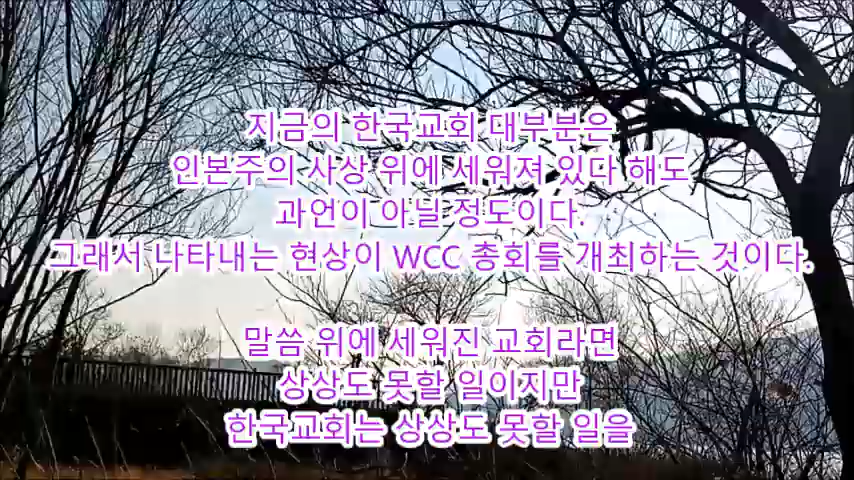 지금의 한국교회 대부분은
인본주의 사상 위에 세워져 있다 해도
과언이 아닐 정도이다.
그래서 나타내는 현상이 WCC 총회를 개최하는 것이다.
말씀 위에 세워진 교회라면
상상도 못할 일이지만
한국교회는 상상도 못할 일을